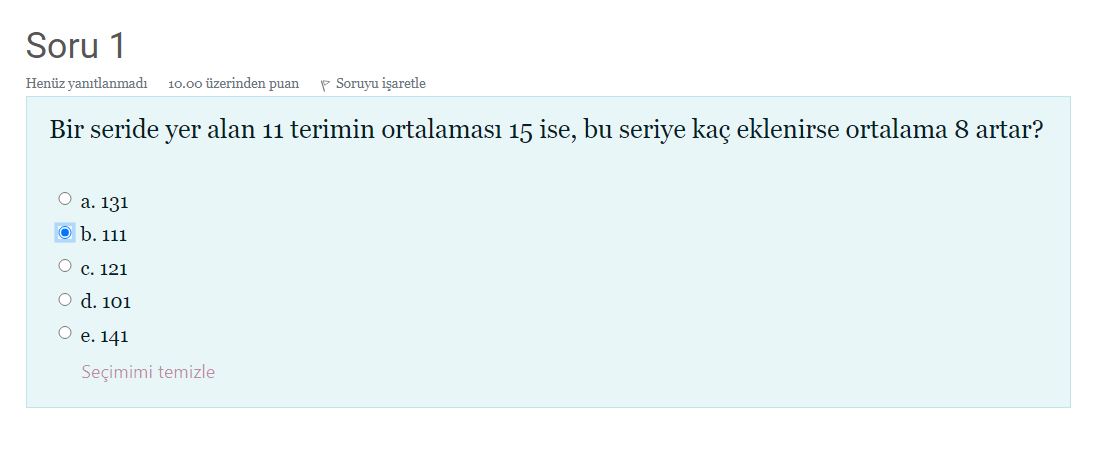 Soru 1
Henüz yanıtlanmadı 10.00 üzerinden puan Soruyu işaretle
Bir seride yer alan 11 terimin ortalaması 15 ise, bu seriye kaç eklenirse ortalama 8 artar?
a. 131
b. 111
c. 121
d. 101
e. 141
Seçimimi temizle